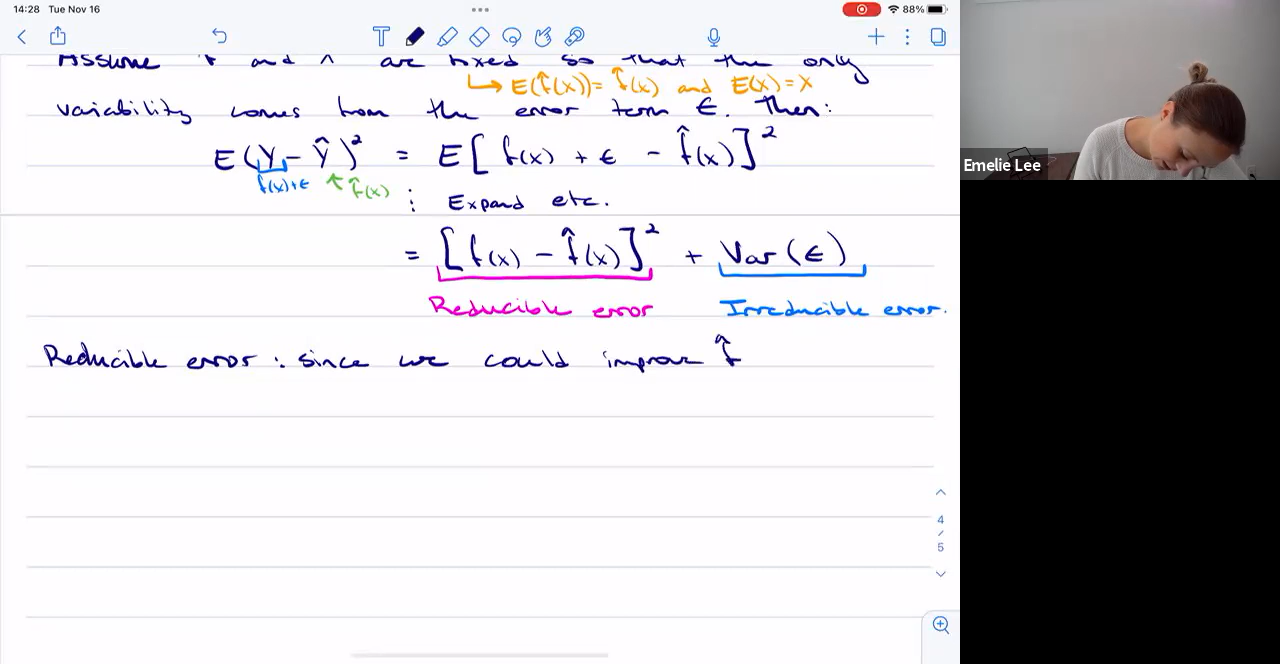 14:28 Tue Nov 16
88%
Assume f and X are fixed so that the only
↳ E(f̂(x)) = f̂(x) and E(x) = x
variability comes from the error term ϵ. Then:
E(Y - Ŷ)² = E[f(x) + ϵ - f̂(x)]²
f(x)+ϵ f̂(x)
⋮ Expand etc.
= [f(x) - f̂(x)]² + Var(ϵ)
Reducible error Irreducible error.
Reducible error : since we could improve f̂
4
/
5
Emelie Lee